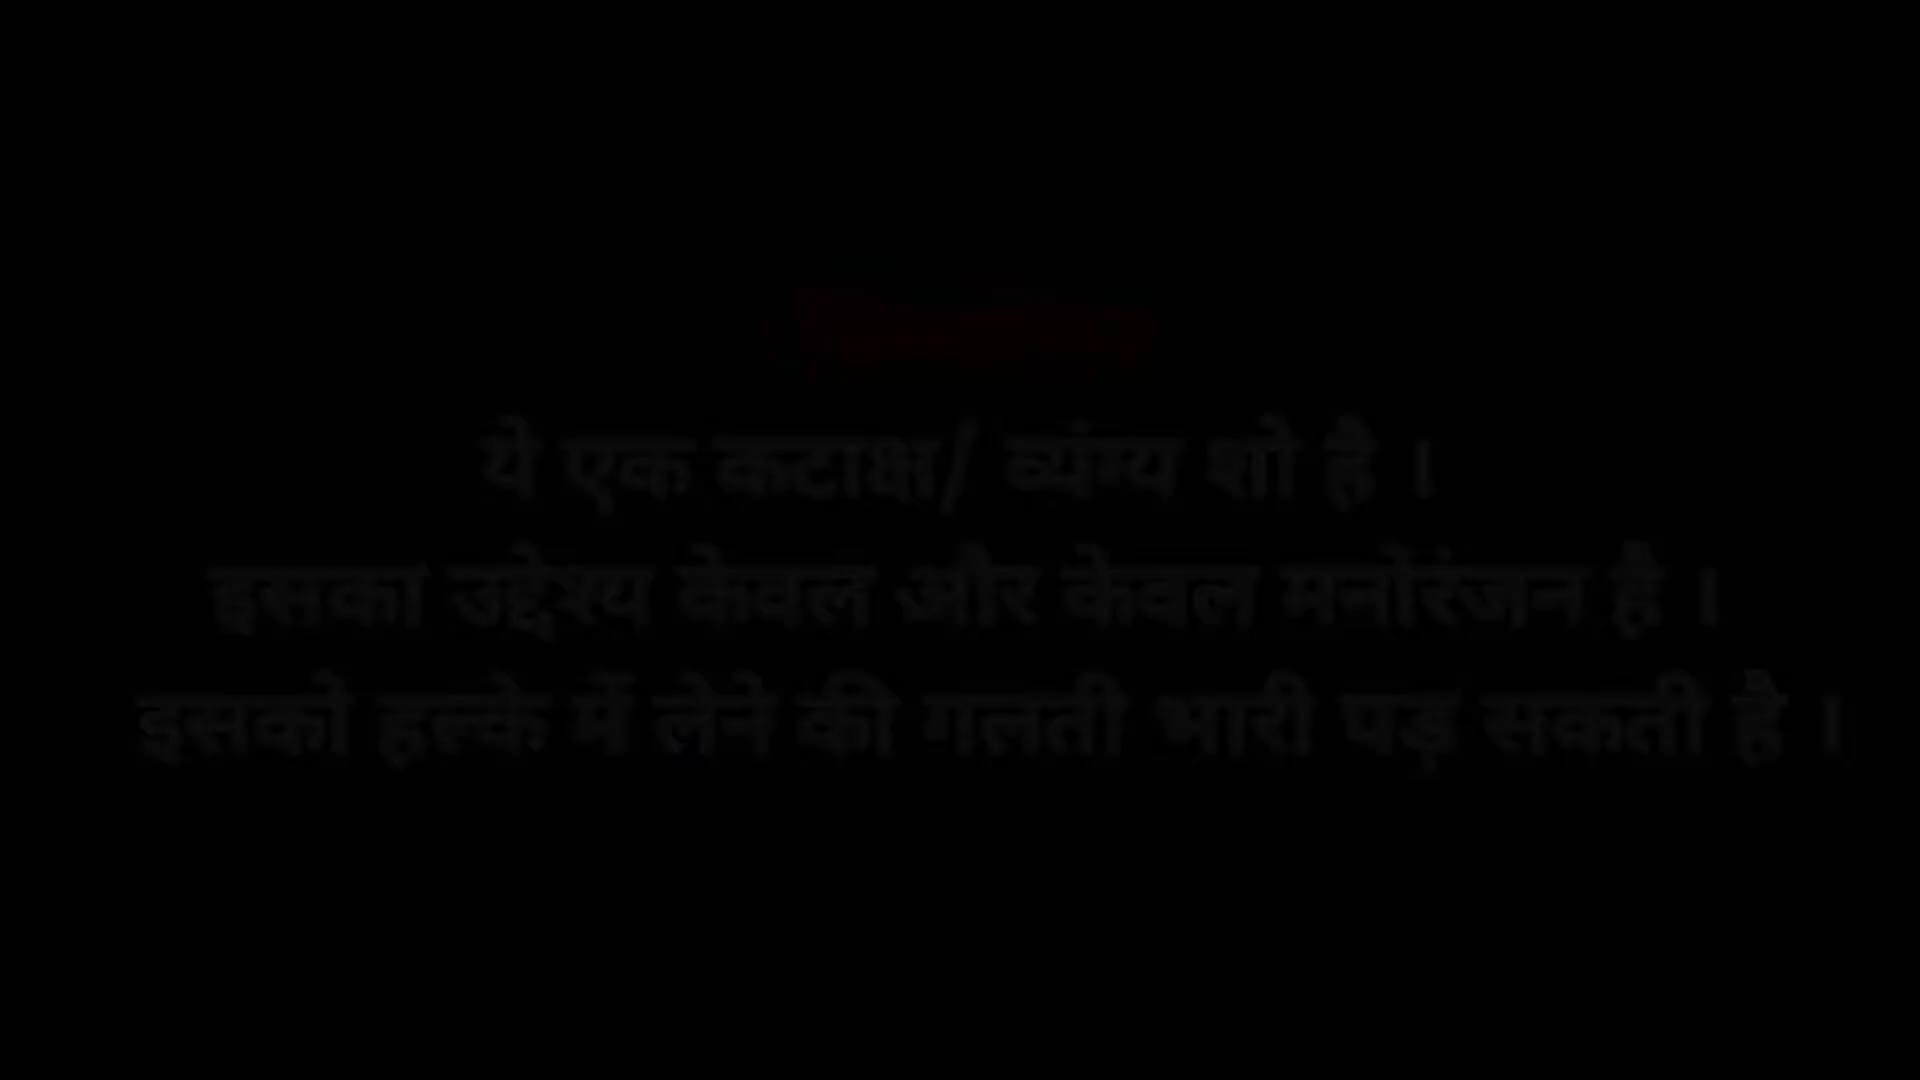 ये एक कटाक्ष/ व्यंग्य शो है ।
इसका उद्देश्य केवल और केवल मनोरंजन है ।
इसको हल्के में लेने की गलती भारी पड़ सकती है ।